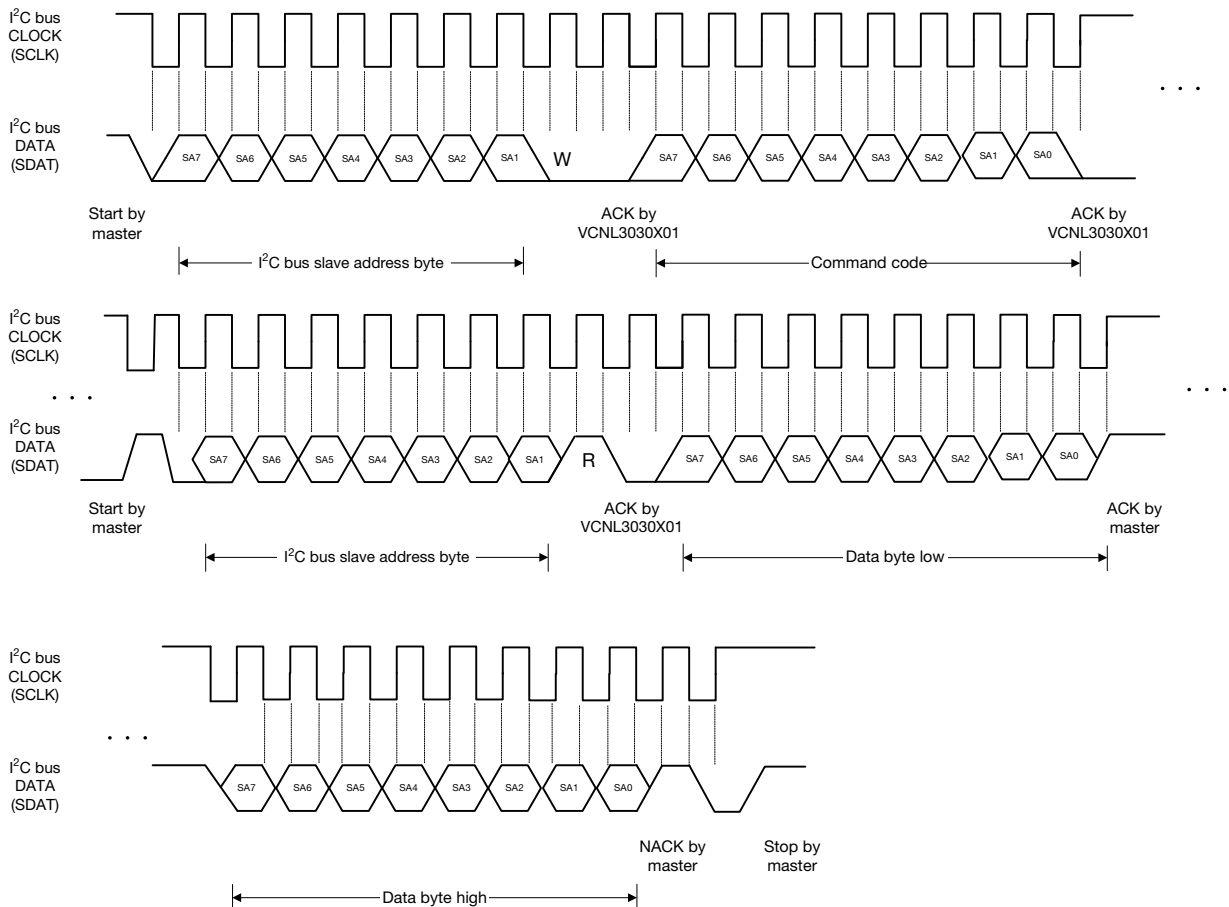 I²C bus
CLOCK
(SCLK)
. . .
I²C bus
DATA
(SDAT)
SA7 SA6 SA5 SA4 SA3 SA2 SA1 W SA7 SA6 SA5 SA4 SA3 SA2 SA1 SA0
Start by
master
ACK by
VCNL3030X01
ACK by
VCNL3030X01
I²C bus slave address byte
Command code
I²C bus
CLOCK
(SCLK)
. . .
. . .
I²C bus
DATA
(SDAT)
SA7 SA6 SA5 SA4 SA3 SA2 SA1 R SA7 SA6 SA5 SA4 SA3 SA2 SA1 SA0
Start by
master
ACK by
VCNL3030X01
ACK by
master
I²C bus slave address byte
Data byte low
I²C bus
CLOCK
(SCLK)
. . .
I²C bus
DATA
(SDAT)
SA7 SA6 SA5 SA4 SA3 SA2 SA1 SA0
NACK by
master
Stop by
master
Data byte high